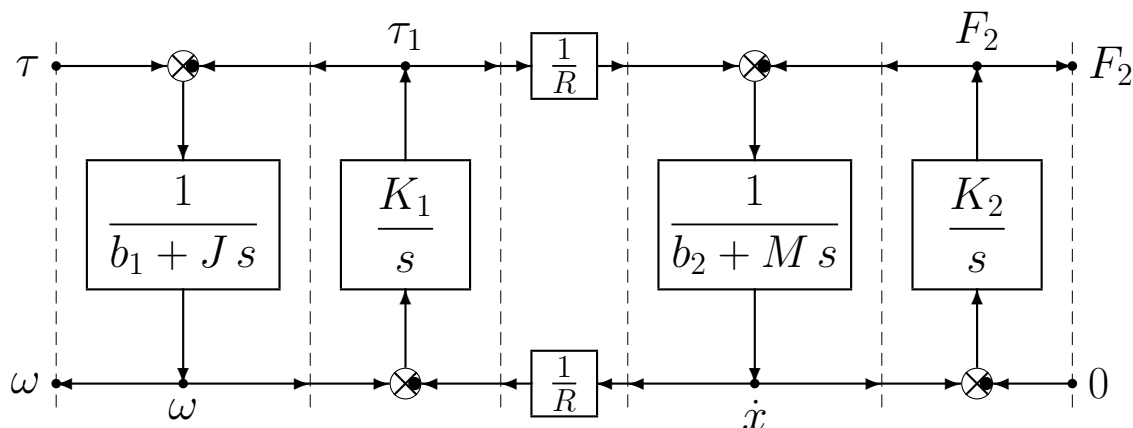 τ τ₁ 1/R F₂ F₂
1/(b₁ + J s) K₁/s 1/(b₂ + M s) K₂/s
ω ω 1/R ẋ 0